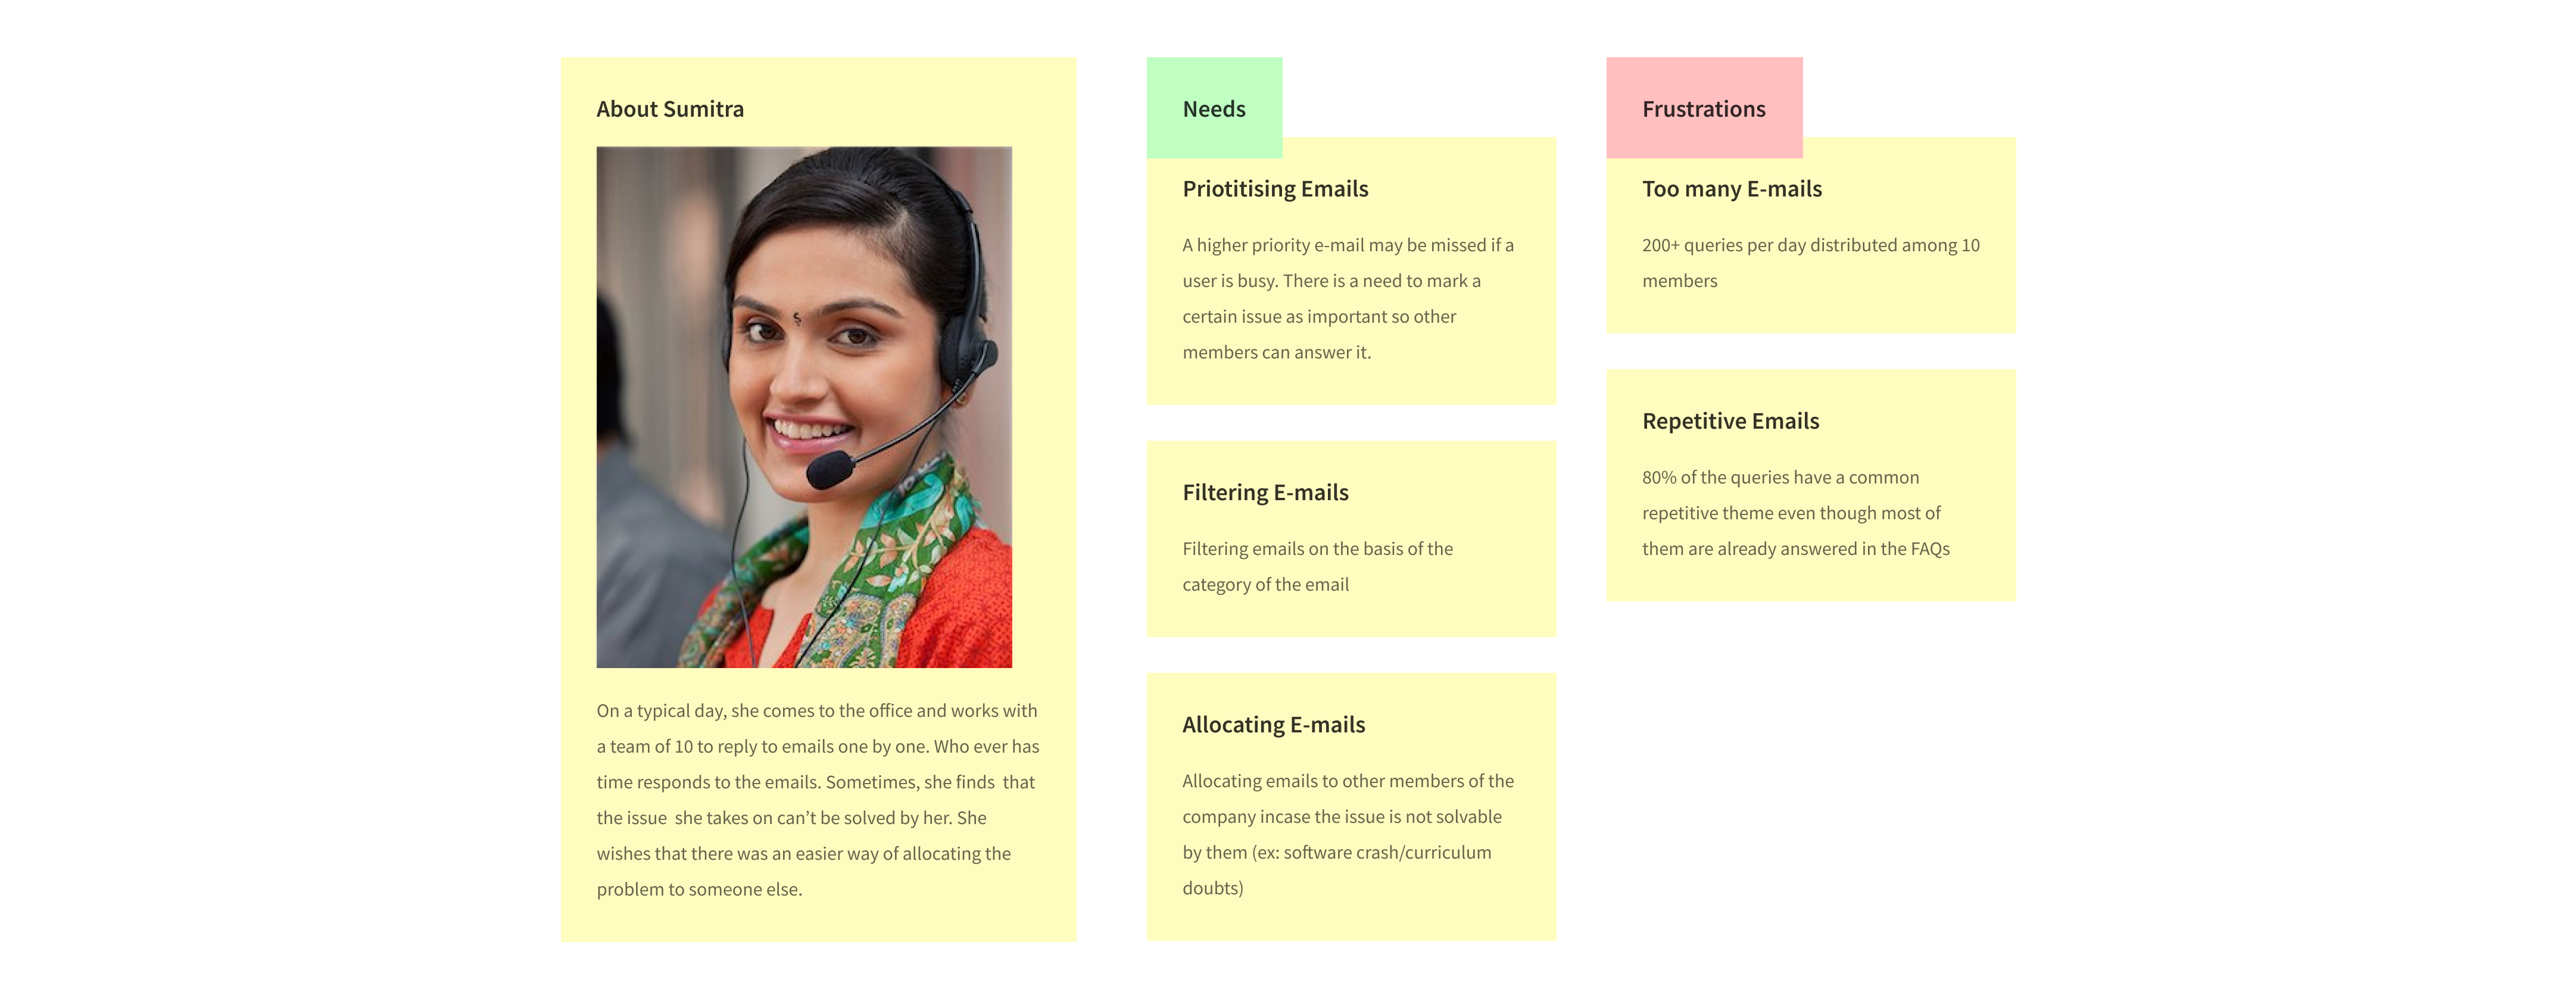 About Sumitra
On a typical day, she comes to the office and works with
a team of 10 to reply to emails one by one. Who ever has
time responds to the emails. Sometimes, she finds  that
the issue  she takes on can’t be solved by her. She
wishes that there was an easier way of allocating the
problem to someone else.
Needs
Priotitising Emails
A higher priority e-mail may be missed if a
user is busy. There is a need to mark a
certain issue as important so other
members can answer it.
Filtering E-mails
Filtering emails on the basis of the
category of the email
Allocating E-mails
Allocating emails to other members of the
company incase the issue is not solvable
by them (ex: software crash/curriculum
doubts)
Frustrations
Too many E-mails
200+ queries per day distributed among 10
members
Repetitive Emails
80% of the queries have a common
repetitive theme even though most of
them are already answered in the FAQs